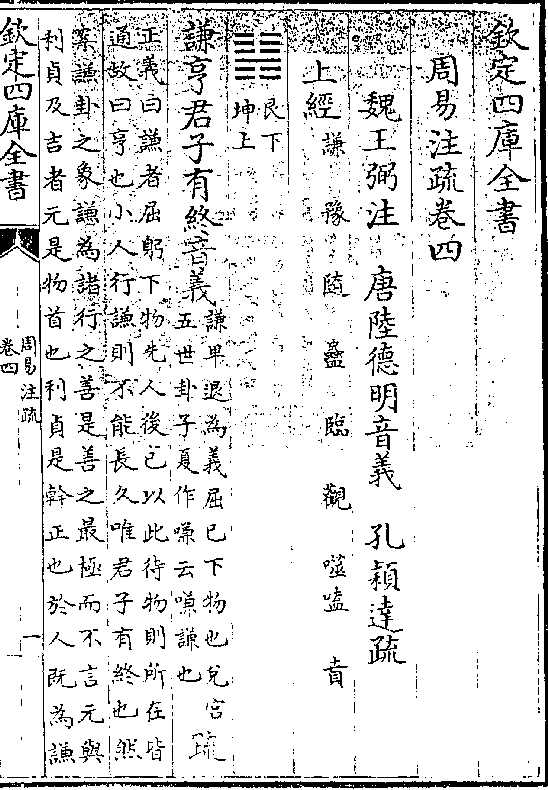 欽定四庫全書
周易注疏卷四
魏王弼注 唐陸德明音義 孔穎達疏
上經 謙 豫 隨 蠱 臨 觀 噬嗑 賁
艮下
坤上
謙亨君子有終音義
謙卑退為義屈己下物也兊宫
五世卦子夏作嗛云嗛謙也
疏
正義曰謙者屈躬下物先人後己以此待物則所在皆
通故曰亨也小人行謙則不能長久唯君子有終也然
案謙卦之象謙為諸行之善是善之最極而不言元與
利貞及吉者元是物首也利貞是幹正也於人既為謙
欽定四庫全書
周易注疏
卷四
一